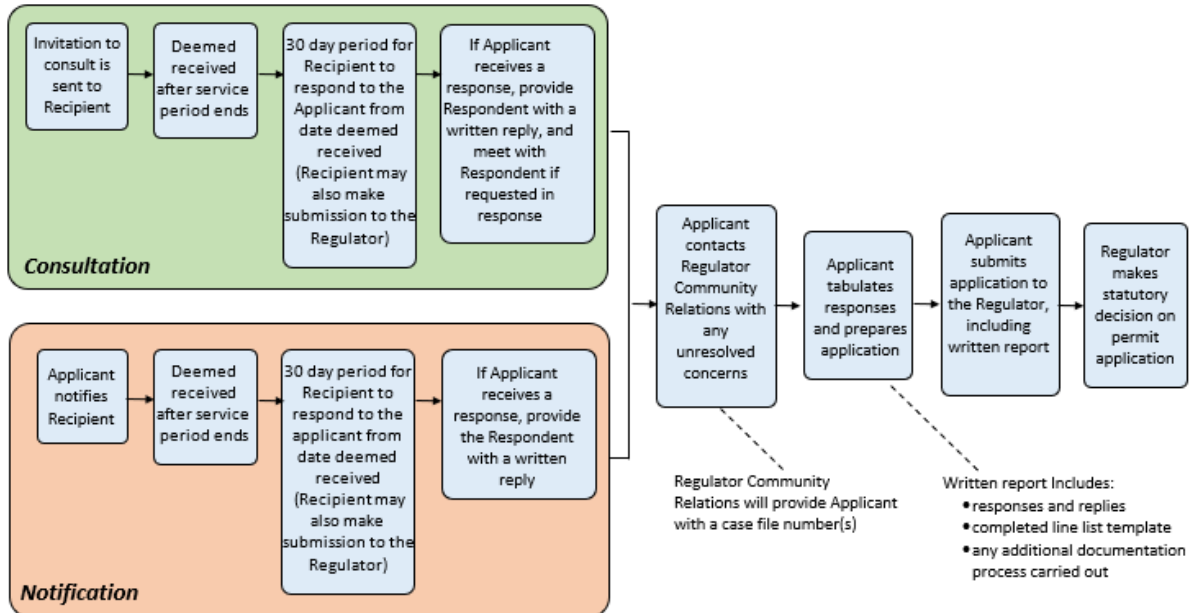 Invitation to
consult is
sent to
Recipient
Deemed
received
after service
period ends
30 day period for
Recipient to
respond to the
Applicant from
date deemed
received
(Recipient may
also make
submission to the
Regulator)
If Applicant
receives a
response, provide
Respondent with a
written reply, and
meet with
Respondent if
requested in
response
Consultation
Applicant
notifies
Recipient
Deemed
received
after service
period ends
30 day period for
Recipient to
respond to the
applicant from
date deemed
received
(Recipient may
also make
submission to the
Regulator)
If Applicant
receives a
response, provide
the Respondent
with a written
reply
Notification
Applicant
contacts
Regulator
Community
Relations with
any
unresolved
concerns
Applicant
tabulates
responses
and prepares
application
Applicant
submits
application to
the Regulator,
including
written report
Regulator
makes
statutory
decision on
permit
application
Regulator Community
Relations will provide Applicant
with a case file number(s)
Written report Includes:
• responses and replies
• completed line list template
• any additional documentation
process carried out